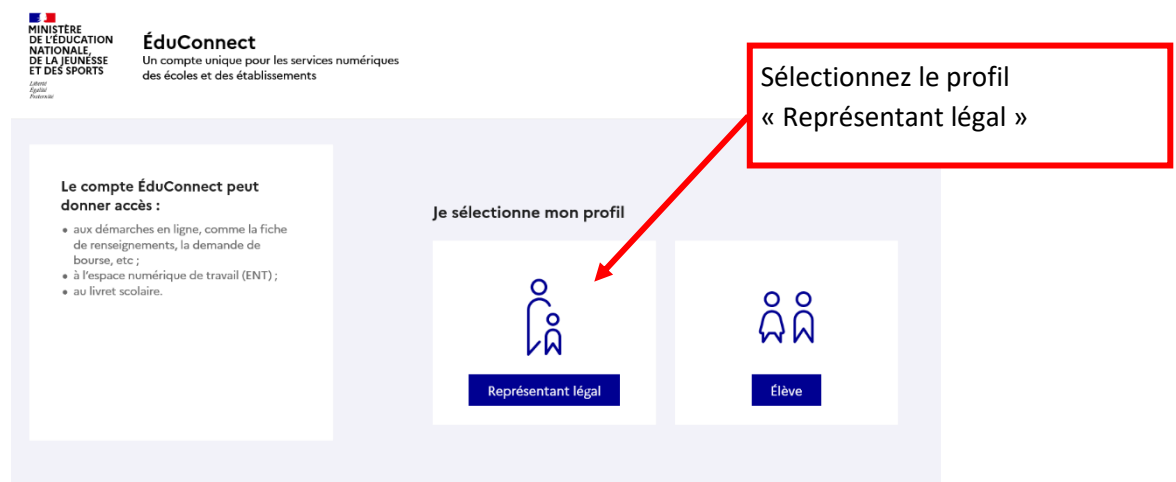 MINISTÈRE
DE L'ÉDUCATION
NATIONALE,
DE LA JEUNESSE
ET DES SPORTS
Liberté
Égalité
Fraternité
ÉduConnect
Un compte unique pour les services numériques
des écoles et des établissements
Sélectionnez le profil
« Représentant légal »
Le compte ÉduConnect peut
donner accès :
• aux démarches en ligne, comme la fiche
de renseignements, la demande de
bourse, etc ;
• à l'espace numérique de travail (ENT) ;
• au livret scolaire.
Je sélectionne mon profil
Représentant légal
Élève